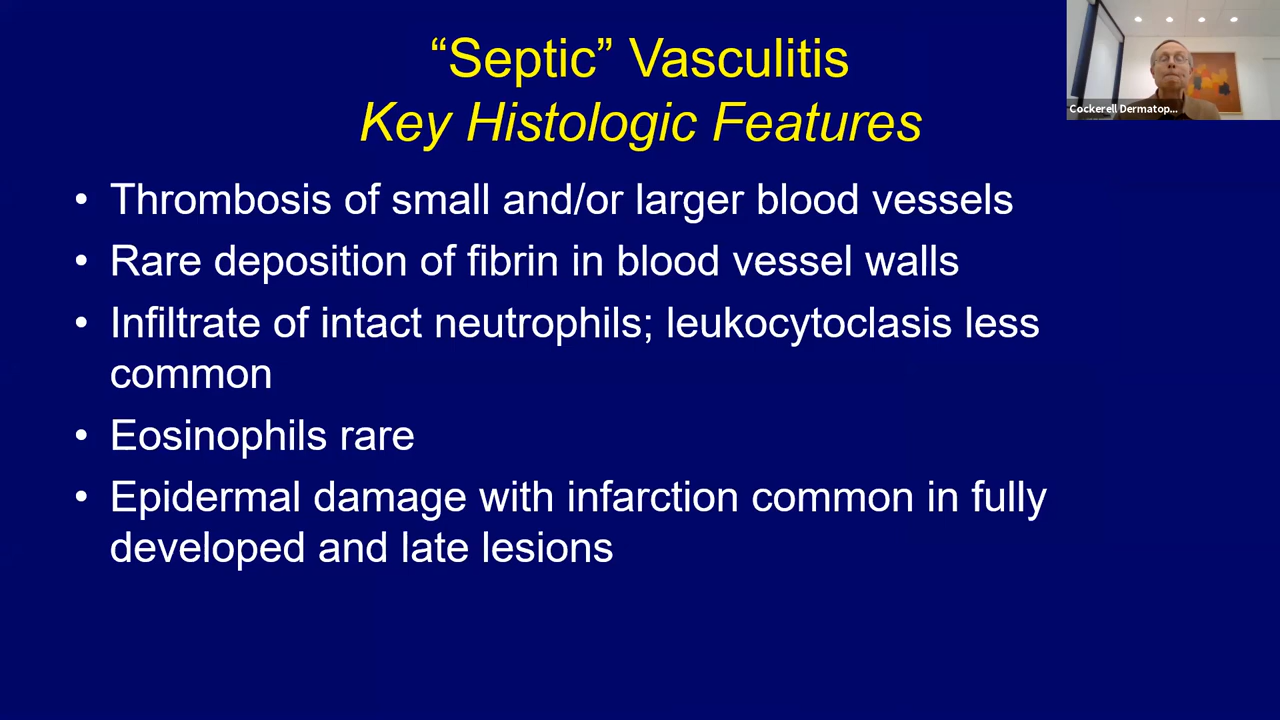 “Septic” Vasculitis
Key Histologic Features
Cockerell Dermatop...
• Thrombosis of small and/or larger blood vessels
• Rare deposition of fibrin in blood vessel walls
• Infiltrate of intact neutrophils; leukocytoclasis less
common
• Eosinophils rare
• Epidermal damage with infarction common in fully
developed and late lesions